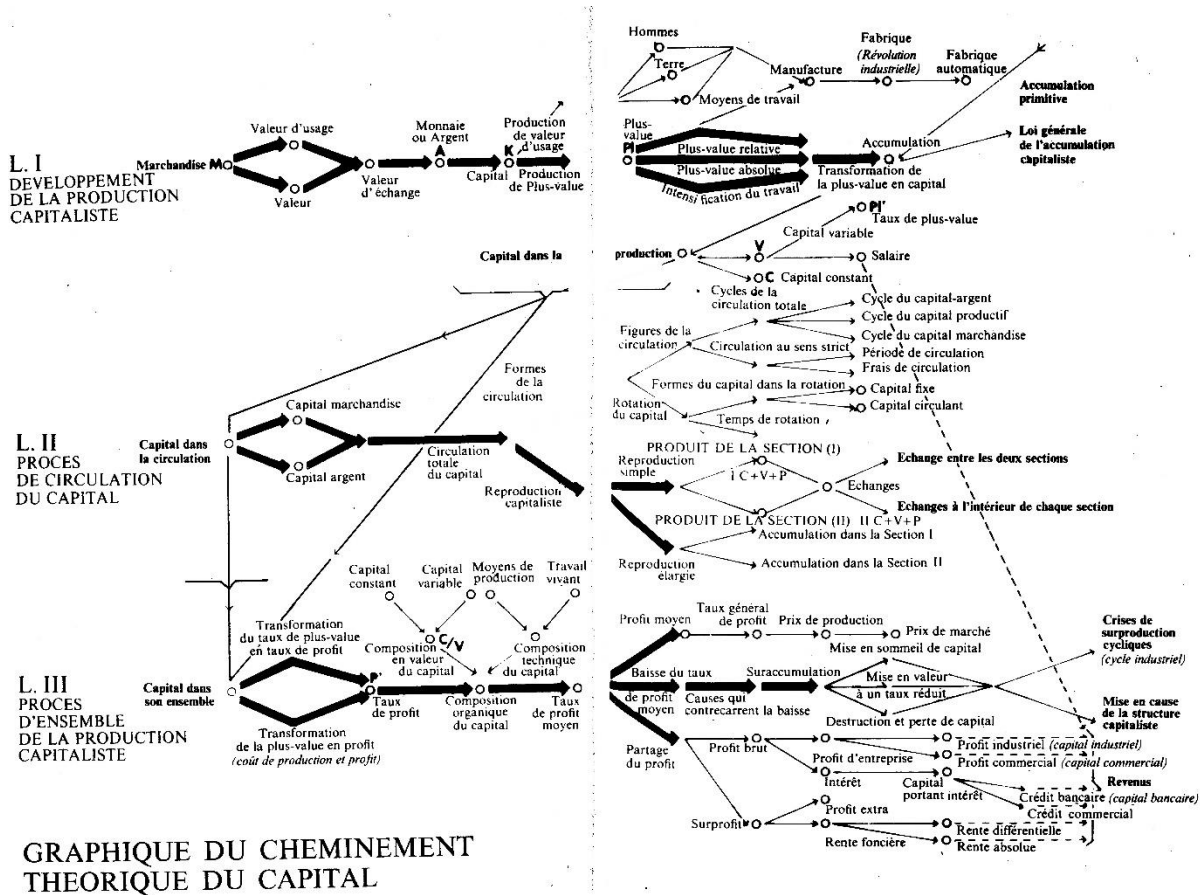 Hommes
Terre
Moyens de travail
Manufacture
Fabrique
(Révolution
industrielle)
Fabrique
automatique
Accumulation
primitive
Loi générale
de l'accumulation
capitaliste
L. I
DEVELOPPEMENT
DE LA PRODUCTION
CAPITALISTE
Marchandise M
Valeur d'usage
Valeur
Valeur
d'échange
Monnaie
ou Argent
A
Capital
K
Production
de valeur
d'usage
Production
de Plus-value
Plus-
value
Pl
Plus-value relative
Plus-value absolue
Intensification du travail
Accumulation
Transformation de
la plus-value en capital
Capital dans la production
V
Capital variable
Pl'
Taux de plus-value
Salaire
C Capital constant
Cycles de la
circulation totale
Cycle du capital-argent
Cycle du capital productif
Cycle du capital marchandise
Figures de la
circulation
Circulation au sens strict
Période de circulation
Frais de circulation
Formes du capital dans la rotation
Capital fixe
Capital circulant
Rotation
du capital
Temps de rotation
Formes
de la
circulation
L. II
PROCES
DE CIRCULATION
DU CAPITAL
Capital dans
la circulation
Capital marchandise
Capital argent
Circulation
totale
du capital
Reproduction
capitaliste
PRODUIT DE LA SECTION (I)
Reproduction
simple
I C+V+P
Echanges
Echange entre les deux sections
Echanges à l'intérieur de chaque section
PRODUIT DE LA SECTION (II) II C+V+P
Accumulation dans la Section I
Reproduction
élargie
Accumulation dans la Section II
Capital
constant
Capital
variable
Moyens de
production
Travail
vivant
C/V
Composition
en valeur
du capital
Composition
technique
du capital
L. III
PROCES
D'ENSEMBLE
DE LA PRODUCTION
CAPITALISTE
Capital dans
son ensemble
Transformation
du taux de plus-value
en taux de profit
Transformation
de la plus-value en profit
(coût de production et profit)
P'
Taux
de profit
Composition
organique
du capital
Taux
de profit
moyen
Profit moyen
Taux général
de profit
Prix de production
Prix de marché
Baisse du taux
de profit
moyen
Causes qui
contrecarrent la baisse
Suraccumulation
Mise en sommeil de capital
Mise en valeur
à un taux réduit
Destruction et perte de capital
Crises de
surproduction
cycliques
(cycle industriel)
Mise en cause
de la structure
capitaliste
Partage
du profit
Profit brut
Profit d'entreprise
Profit industriel (capital industriel)
Profit commercial (capital commercial)
Intérêt
Capital
portant intérêt
Revenus
Crédit bancaire (capital bancaire)
Crédit commercial
Surprofit
Profit extra
Rente foncière
Rente différentielle
Rente absolue
GRAPHIQUE DU CHEMINEMENT
THEORIQUE DU CAPITAL